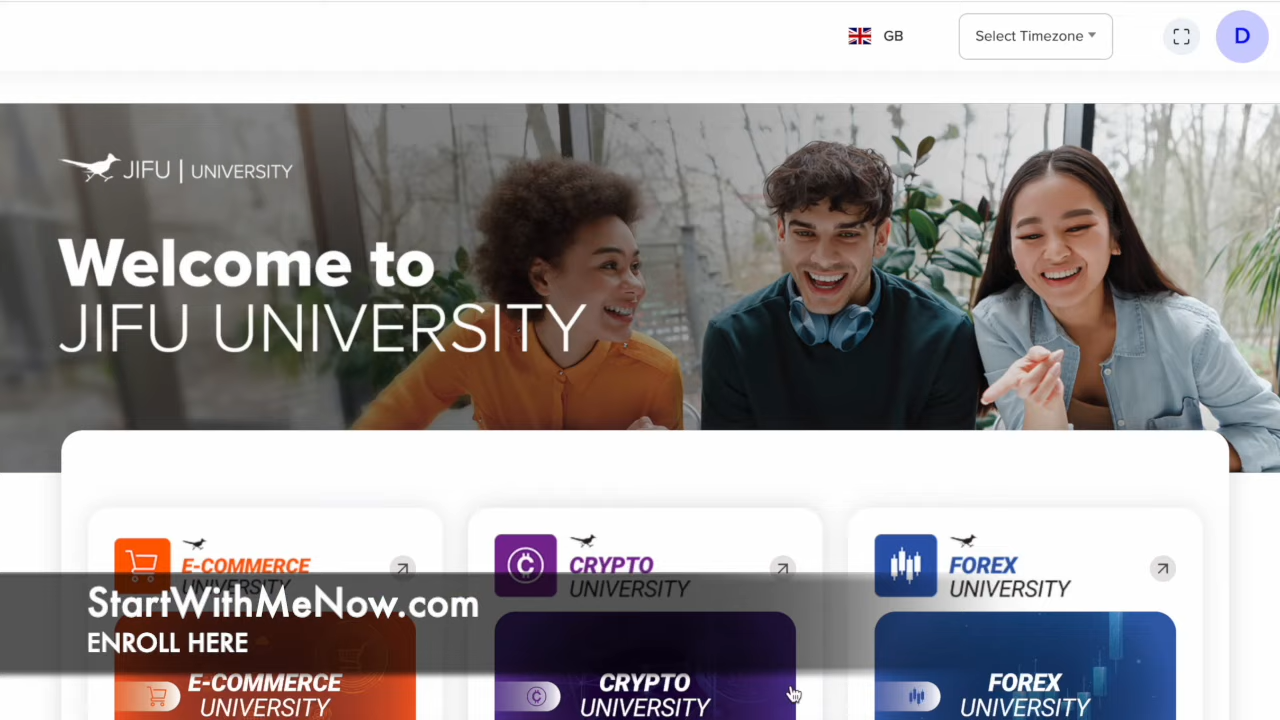 GB
Select Timezone
D
JIFU | UNIVERSITY
Welcome to
JIFU UNIVERSITY
E-COMMERCE
UNIVERSITY
CRYPTO
UNIVERSITY
FOREX
UNIVERSITY
StartWithMeNow.com
ENROLL HERE
E-COMMERCE
UNIVERSITY
CRYPTO
UNIVERSITY
FOREX
UNIVERSITY